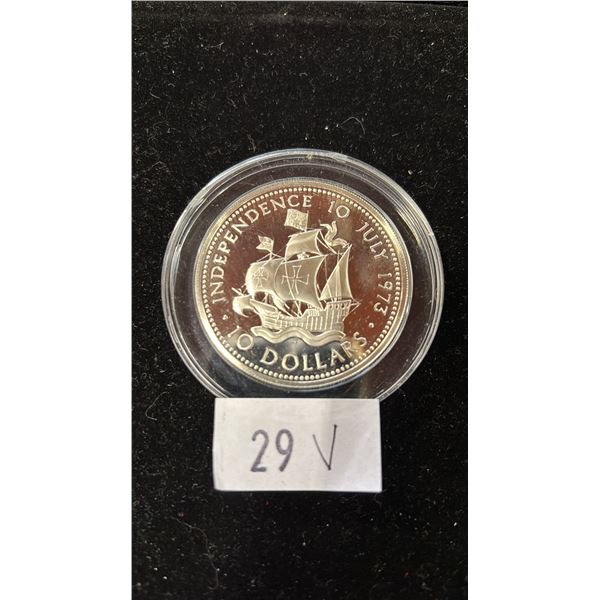 INDEPENDENCE 10 JULY 1973
10 DOLLARS
29 V